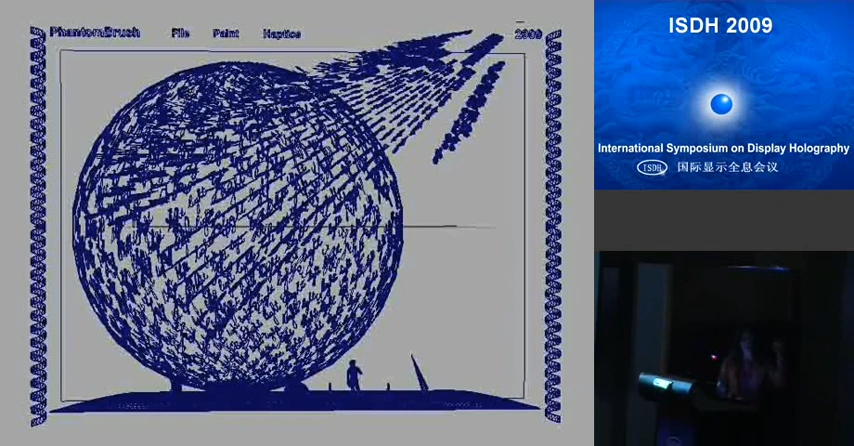 PhantomBrush File Paint Haptics 2009
ISDH 2009
International Symposium on Display Holography
ISDH 国际显示全息会议